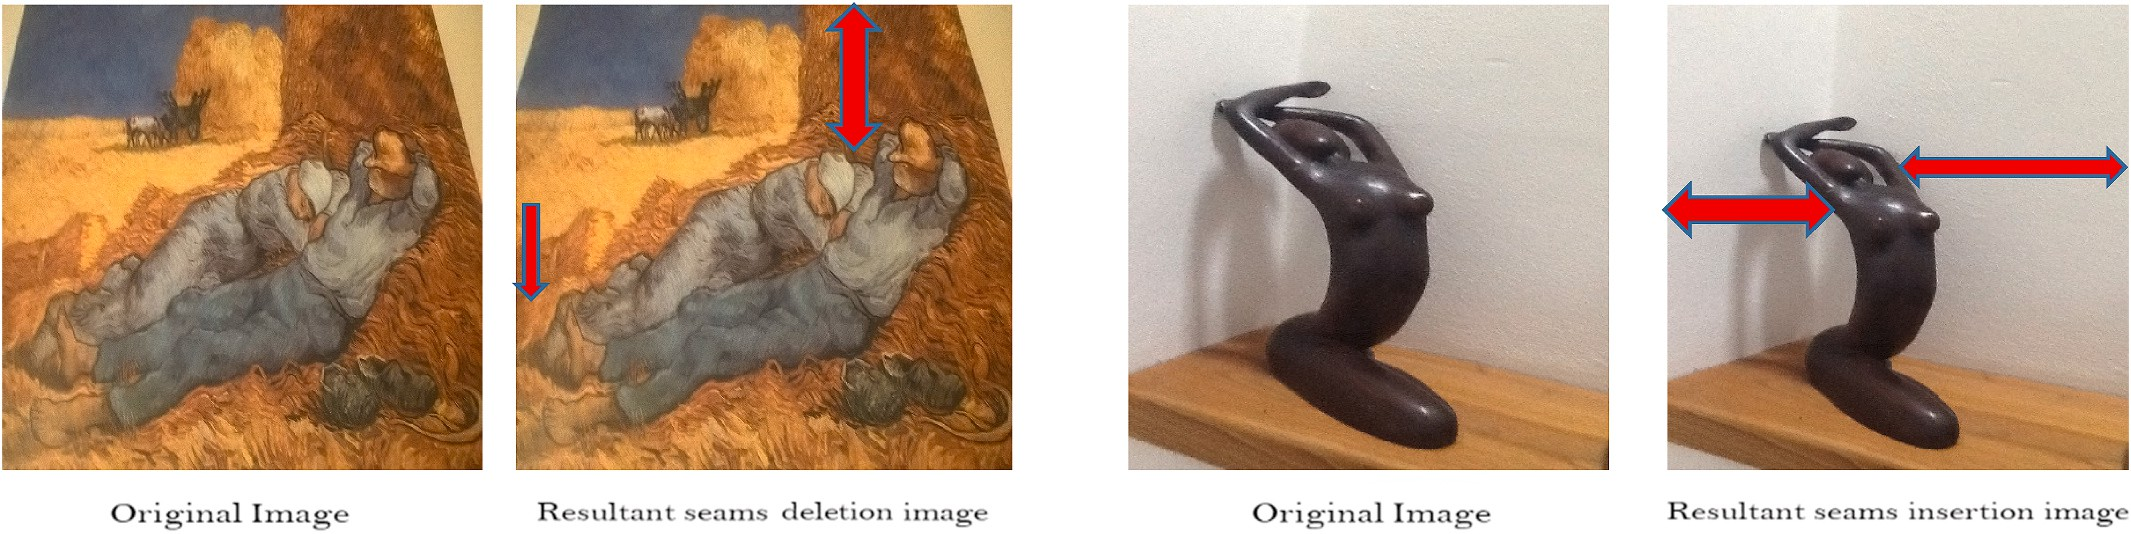 Original Image
Resultant seams deletion image
Original Image
Resultant seams insertion image